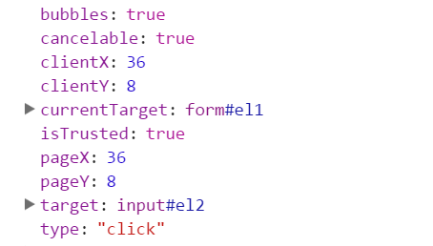 bubbles: true
cancelable: true
clientX: 36
clientY: 8
currentTarget: form#el1
isTrusted: true
pageX: 36
pageY: 8
target: input#el2
type: "click"